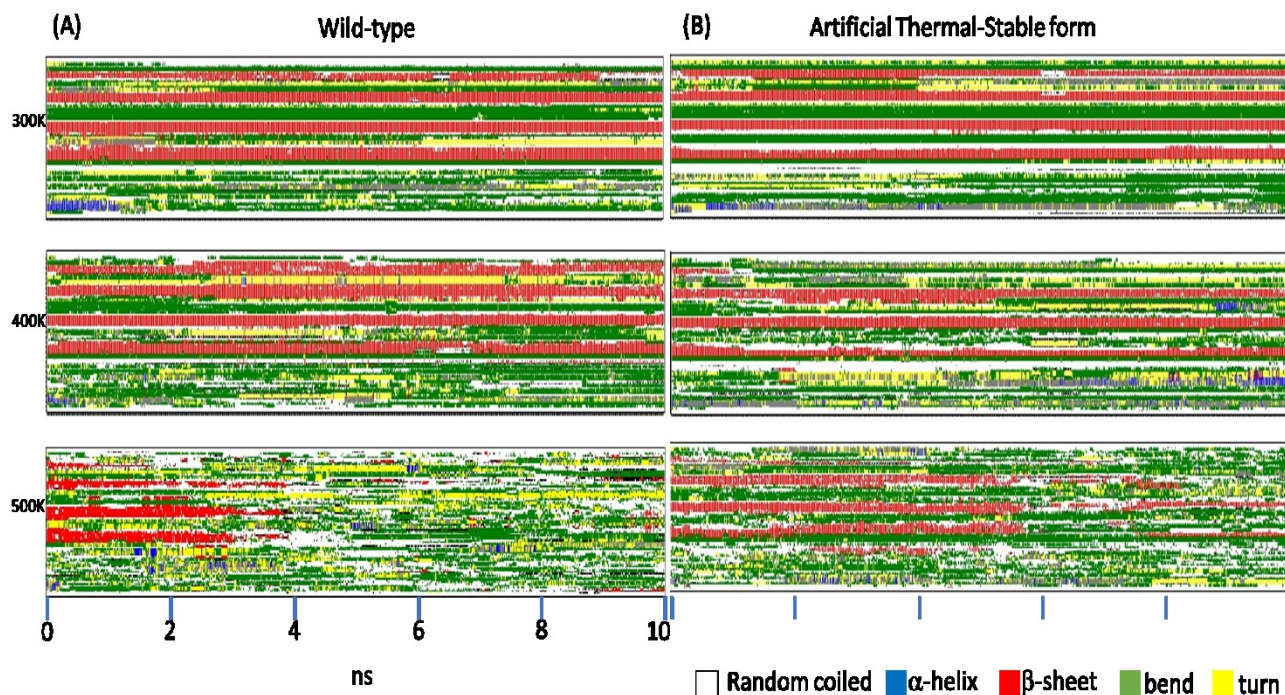 (A) Wild-type (B) Artificial Thermal-Stable form
300K
400K
500K
0 2 4 6 8 10
ns
Random coiled α-helix β-sheet bend turn